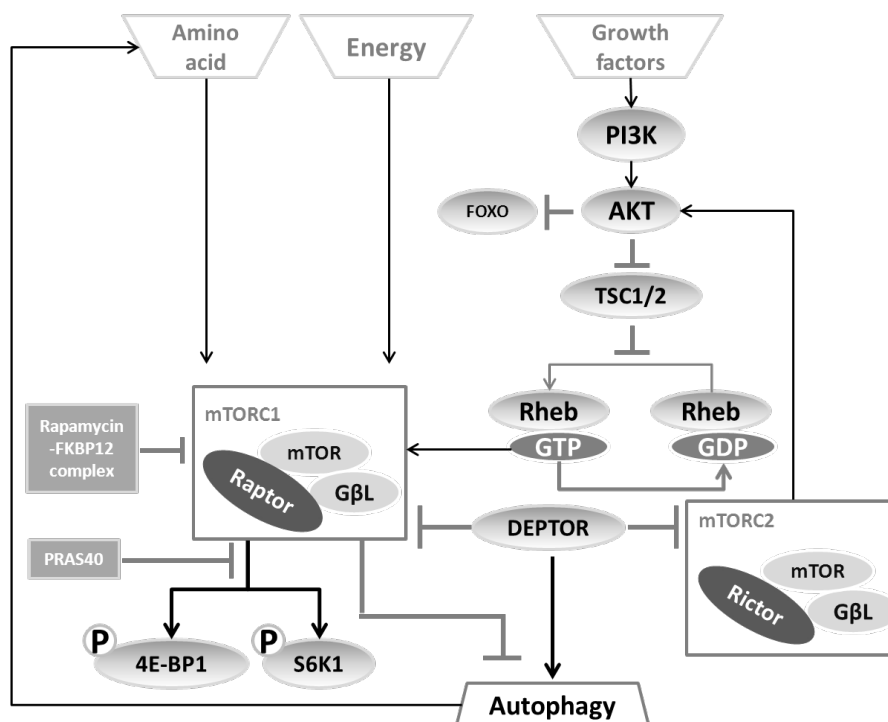 Amino
acid
Energy
Growth
factors
PI3K
FOXO
AKT
TSC1/2
Rheb
GTP
Rheb
GDP
mTORC1
mTOR
Raptor
GβL
Rapamycin
-FKBP12
complex
DEPTOR
mTORC2
mTOR
Rictor
GβL
PRAS40
P
4E-BP1
P
S6K1
Autophagy